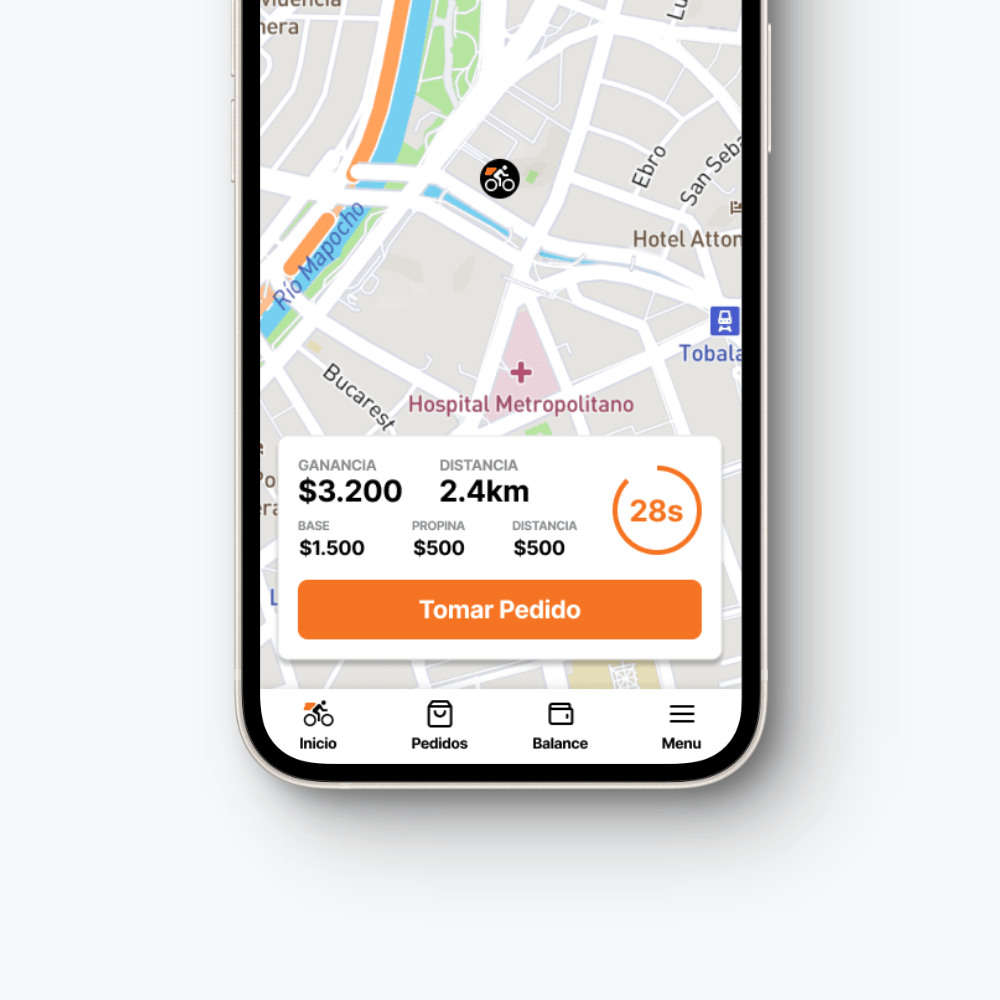 nera
Lu
Ebro
San Seba
Río Mapocho
Hotel Atton
Tobala
Bucarest
Hospital Metropolitano
Po
era
GANANCIA
$3.200
DISTANCIA
2.4km
28s
BASE
$1.500
PROPINA
$500
DISTANCIA
$500
L
Tomar Pedido
Inicio
Pedidos
Balance
Menu